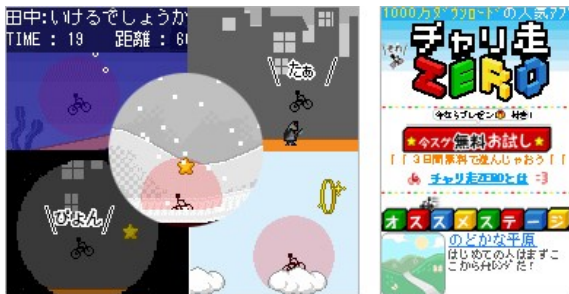 田中:いけるでしょうか
TIME : 19 距離 : 6
たぁ
ぴょん
1000万ダウンロードの人気アプ
チャリ走
ZERO
今ならプレゼント付き!
★今スグ無料お試し★
「「3日間無料で遊んじゃおう「「
チャリ走ZEROとは
オススメステージ
のどかな平原
はじめての人はまずこ
こからｽﾀｰﾄだ!